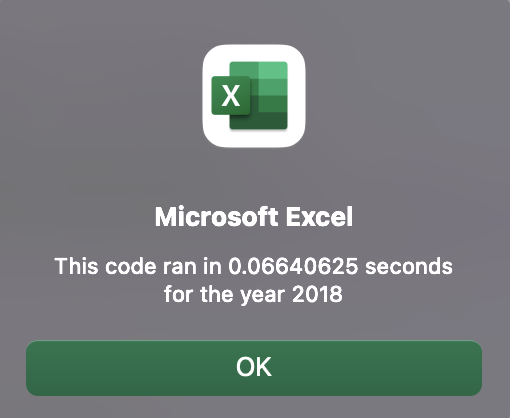 X
Microsoft Excel
This code ran in 0.06640625 seconds
for the year 2018
OK